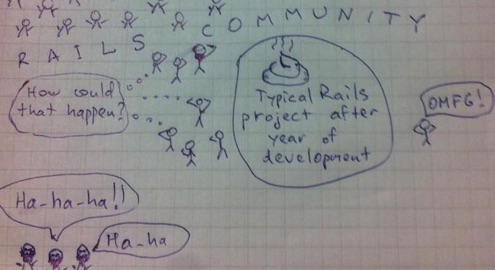 RAILS COMMUNITY
How could
that happen?
Typical Rails
project after
year of
development
OMFG!
Ha-ha-ha!!
Ha-ha